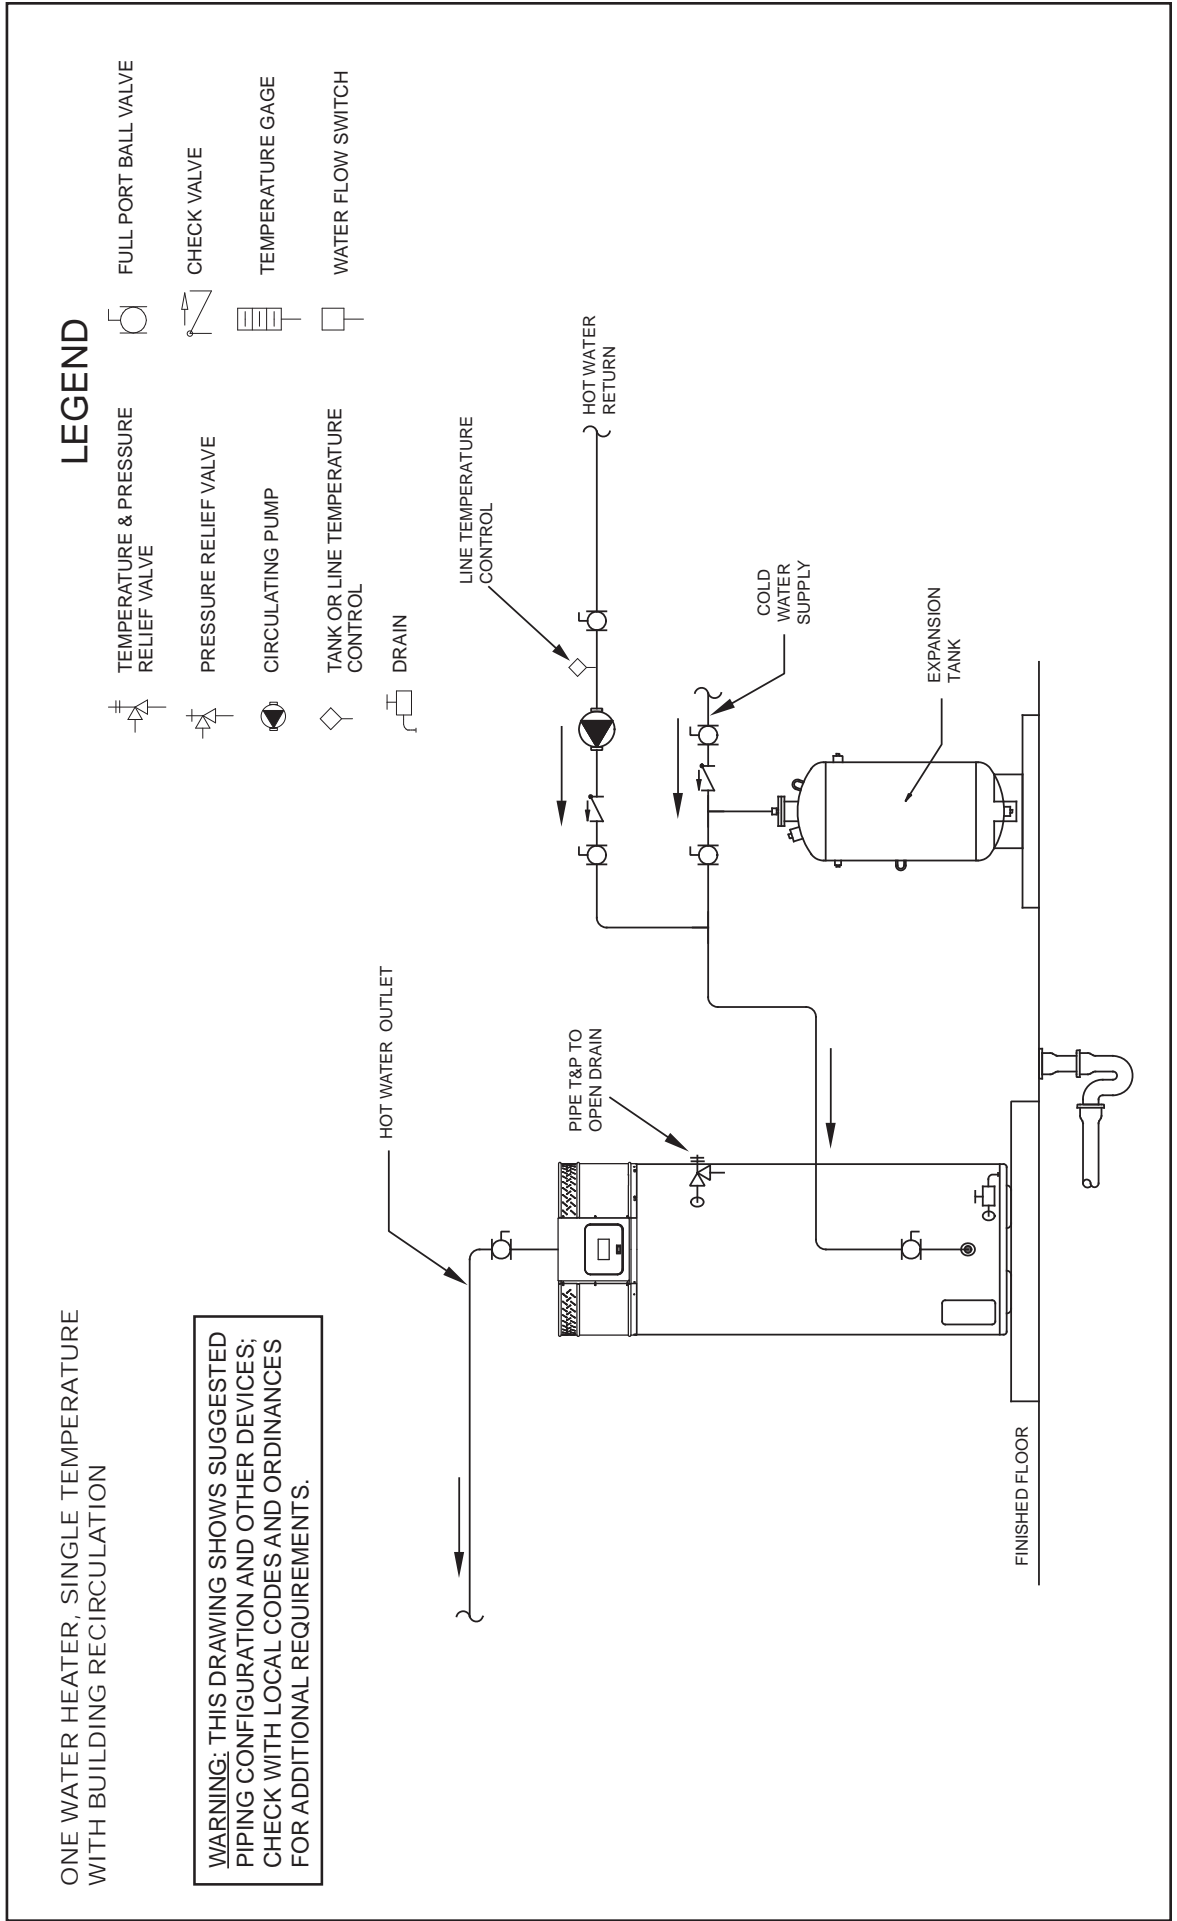 ONE WATER HEATER, SINGLE TEMPERATURE
WITH BUILDING RECIRCULATION
WARNING: THIS DRAWING SHOWS SUGGESTED
PIPING CONFIGURATION AND OTHER DEVICES;
CHECK WITH LOCAL CODES AND ORDINANCES
FOR ADDITIONAL REQUIREMENTS.
LEGEND
TEMPERATURE & PRESSURE
RELIEF VALVE
PRESSURE RELIEF VALVE
CIRCULATING PUMP
TANK OR LINE TEMPERATURE
CONTROL
DRAIN
FULL PORT BALL VALVE
CHECK VALVE
TEMPERATURE GAGE
WATER FLOW SWITCH
HOT WATER OUTLET
LINE TEMPERATURE
CONTROL
HOT WATER
RETURN
PIPE T&P TO
OPEN DRAIN
COLD
WATER
SUPPLY
EXPANSION
TANK
FINISHED FLOOR